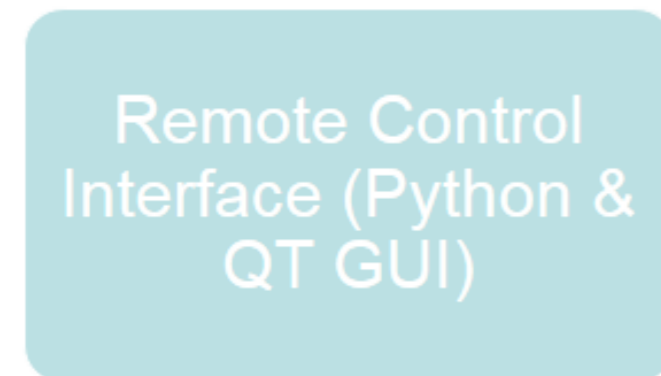 Remote Control
Interface (Python &
QT GUI)